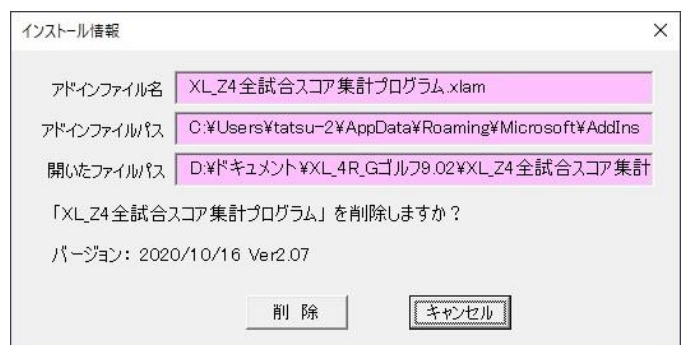 インストール情報
アドインファイル名 XL_Z4全試合スコア集計プログラム.xlam
アドインファイルパス C:¥Users¥tatsu-2¥AppData¥Roaming¥Microsoft¥AddIns
開いたファイルパス D:¥ドキュメント¥XL_4R_Gゴルフ9.02¥XL_Z4全試合スコア集計
「XL_Z4全試合スコア集計プログラム」を削除しますか？
バージョン： 2020/10/16 Ver2.07
削 除 キャンセル